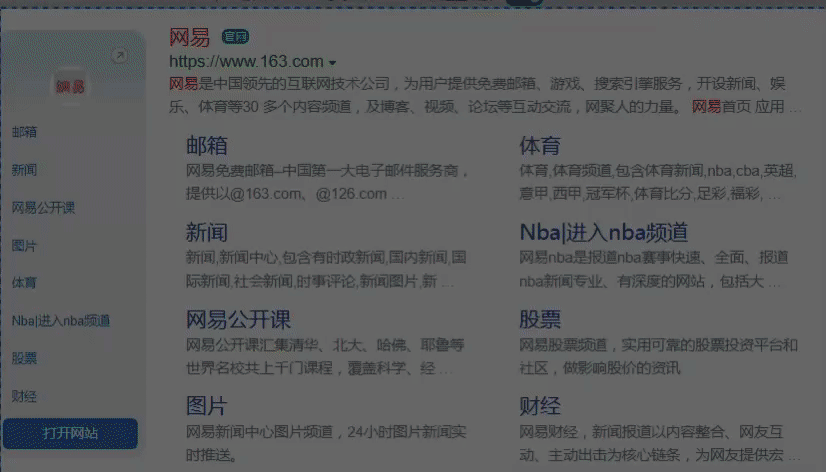 网易
邮箱
新闻
网易公开课
图片
体育
Nba|进入nba频道
股票
财经
打开网站
网易 官网
https://www.163.com
网易是中国领先的互联网技术公司，为用户提供免费邮箱、游戏、搜索引擎服务，开设新闻、娱
乐、体育等30 多个内容频道，及博客、视频、论坛等互动交流，网聚人的力量。 网易首页 应用 ...
邮箱
网易免费邮箱--中国第一大电子邮件服务商，
提供以@163.com、@126.com ...
体育
体育,体育频道,包含体育新闻,nba,cba,英超,
意甲,西甲,冠军杯,体育比分,足彩,福彩, ...
新闻
新闻,新闻中心,包含有时政新闻,国内新闻,国
际新闻,社会新闻,时事评论,新闻图片,新 ...
Nba|进入nba频道
网易nba是报道nba赛事快速、全面、报道
nba新闻专业、有深度的网站，包括大 ...
网易公开课
网易公开课汇集清华、北大、哈佛、耶鲁等
世界名校共上千门课程，覆盖科学、经 ...
股票
网易股票频道，实用可靠的股票投资平台和
社区，做影响股价的资讯
图片
网易新闻中心图片频道，24小时图片新闻实
时推送。
财经
网易财经，新闻报道以内容整合、网友互
动、主动出击为核心链条，为网友提供宏 ...